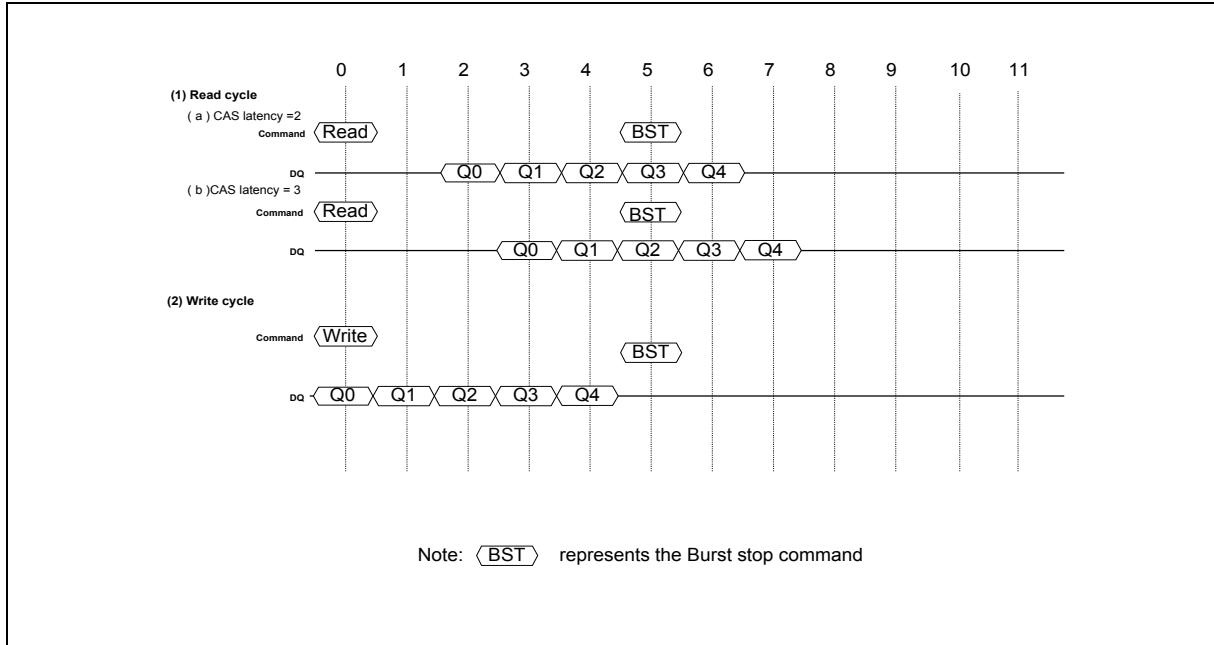 0 1 2 3 4 5 6 7 8 9 10 11
(1) Read cycle
( a ) CAS latency =2
Command Read BST
DQ Q0 Q1 Q2 Q3 Q4
( b )CAS latency = 3
Command Read BST
DQ Q0 Q1 Q2 Q3 Q4
(2) Write cycle
Command Write BST
DQ Q0 Q1 Q2 Q3 Q4
Note: BST represents the Burst stop command